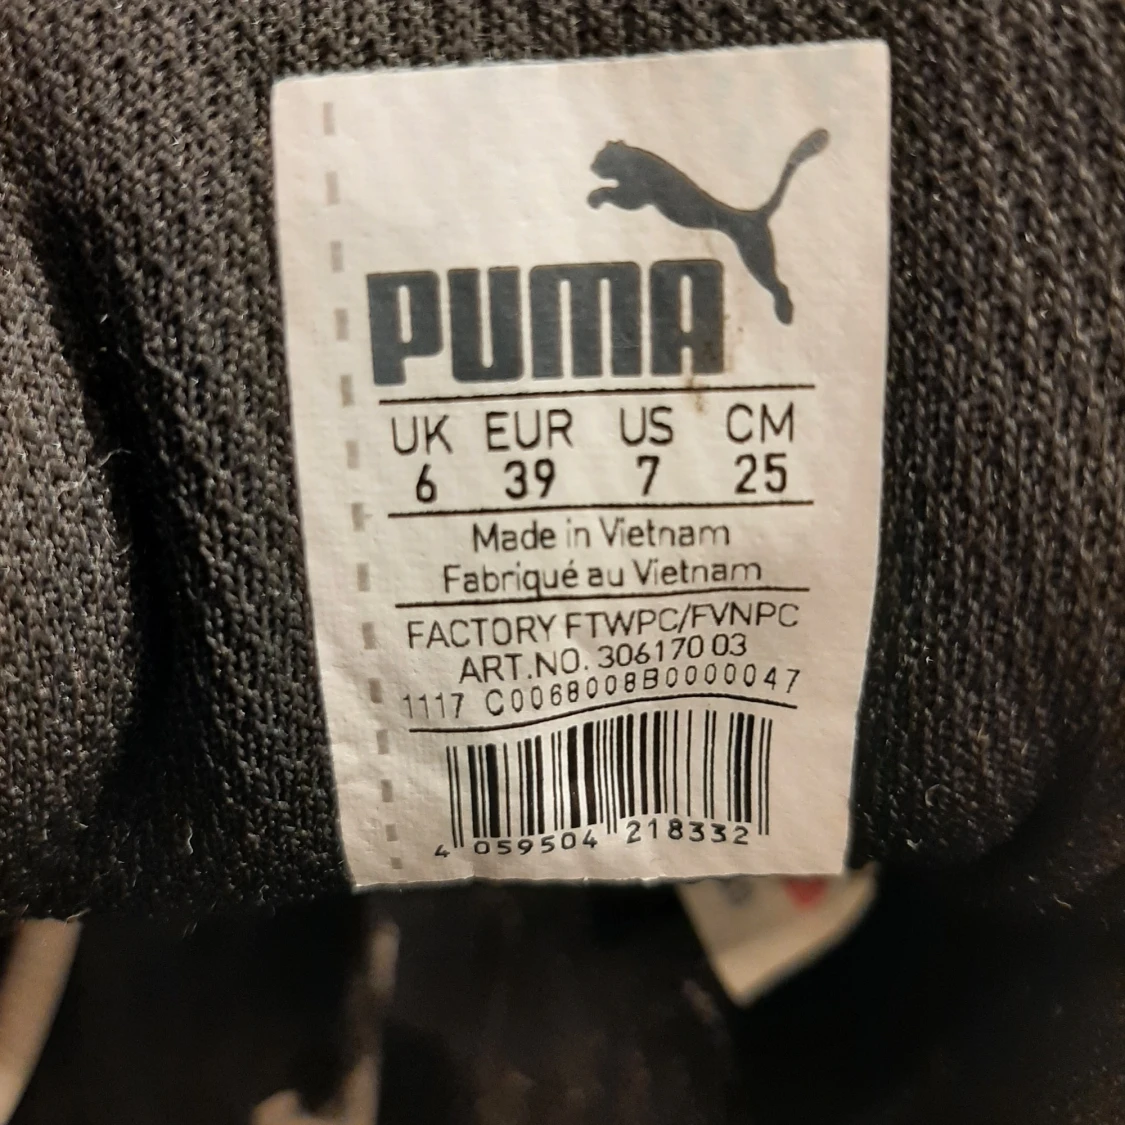 PUMA
UK EUR US CM
6 39 7 25
Made in Vietnam
Fabriqué au Vietnam
FACTORY FTWPC/FVNPC
ART.NO. 306170 03
1117 C0068008B0000047
4 059504 218332